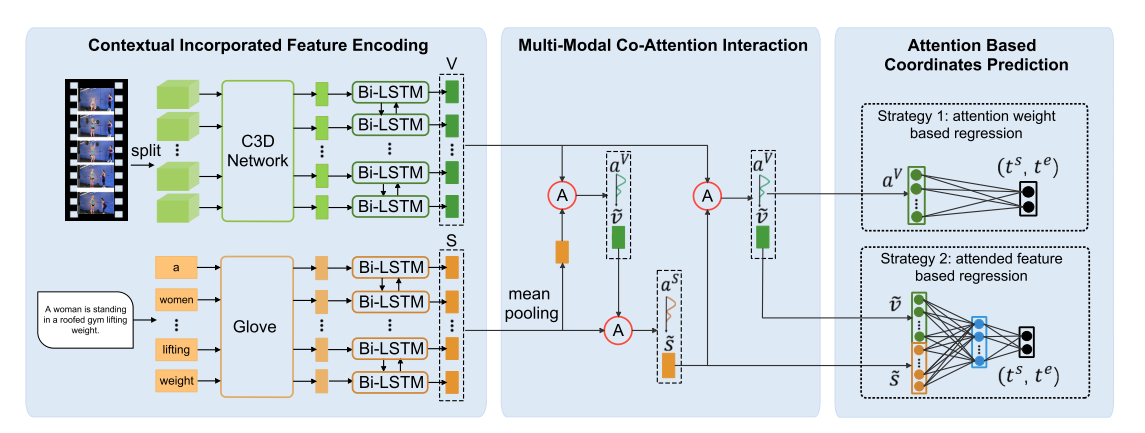 Contextual Incorporated Feature Encoding
V
Bi-LSTM
Bi-LSTM
Bi-LSTM
Bi-LSTM
split
C3D
Network
S
a
women
lifting
weight
A woman is standing
in a roofed gym lifting
weight.
Glove
Bi-LSTM
Bi-LSTM
Bi-LSTM
Bi-LSTM
Multi-Modal Co-Attention Interaction
mean
pooling
A
a^V
ṽ
A
a^S
s̃
A
a^V
ṽ
Attention Based
Coordinates Prediction
Strategy 1: attention weight
based regression
a^V
(t^s, t^e)
Strategy 2: attended feature
based regression
ṽ
s̃
(t^s, t^e)